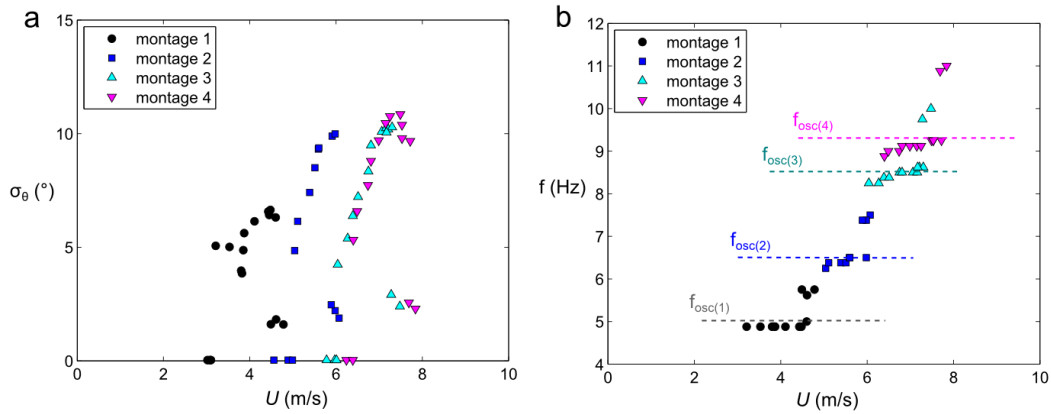 a
15
10
5
0
σθ (°)
montage 1
montage 2
montage 3
montage 4
0 2 4 6 8 10
U (m/s)
b
12
11
10
9
8
7
6
5
4
f (Hz)
montage 1
montage 2
montage 3
montage 4
fosc(4)
fosc(3)
fosc(2)
fosc(1)
0 2 4 6 8 10
U (m/s)